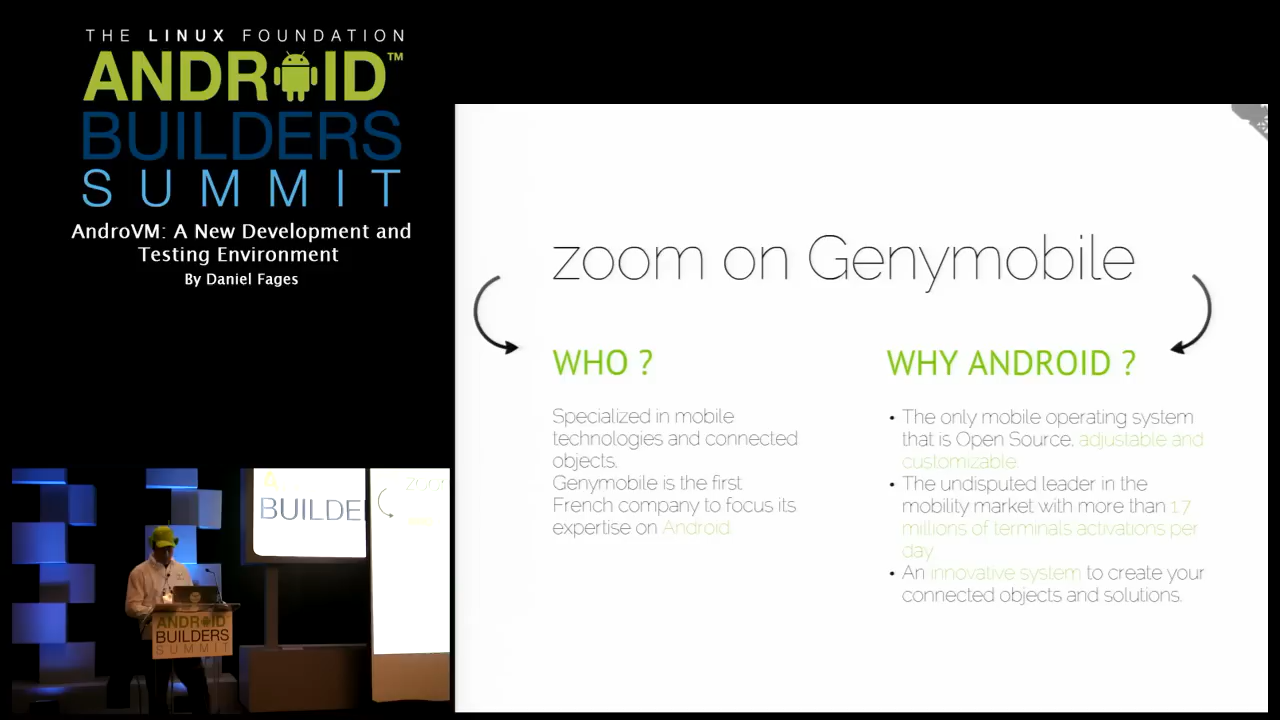 THE LINUX FOUNDATION
ANDROID™
BUILDERS
SUMMIT
AndroVM: A New Development and
Testing Environment
By Daniel Fages
zoom on Genymobile
WHO ?
Specialized in mobile
technologies and connected
objects.
Genymobile is the first
French company to focus its
expertise on Android.
WHY ANDROID ?
• The only mobile operating system
that is Open Source, adjustable and
customizable.
• The undisputed leader in the
mobility market with more than 1.7
millions of terminals activations per
day.
• An innovative system to create your
connected objects and solutions.
A
BUILDE
ZOO
ANDROID
BUILDERS
SUMMIT